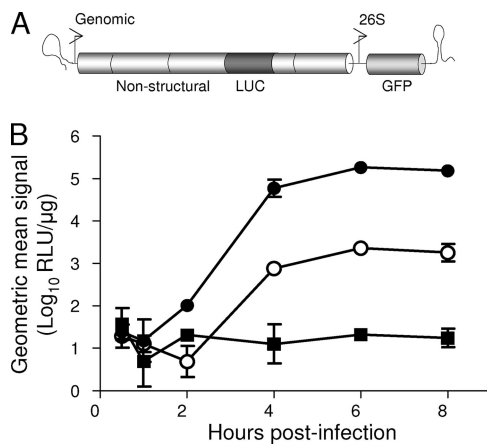 A
Genomic
26S
Non-structural
LUC
GFP
B
Geometric mean signal
(Log10 RLU/µg)
6
5
4
3
2
1
0
0
2
4
6
8
Hours post-infection